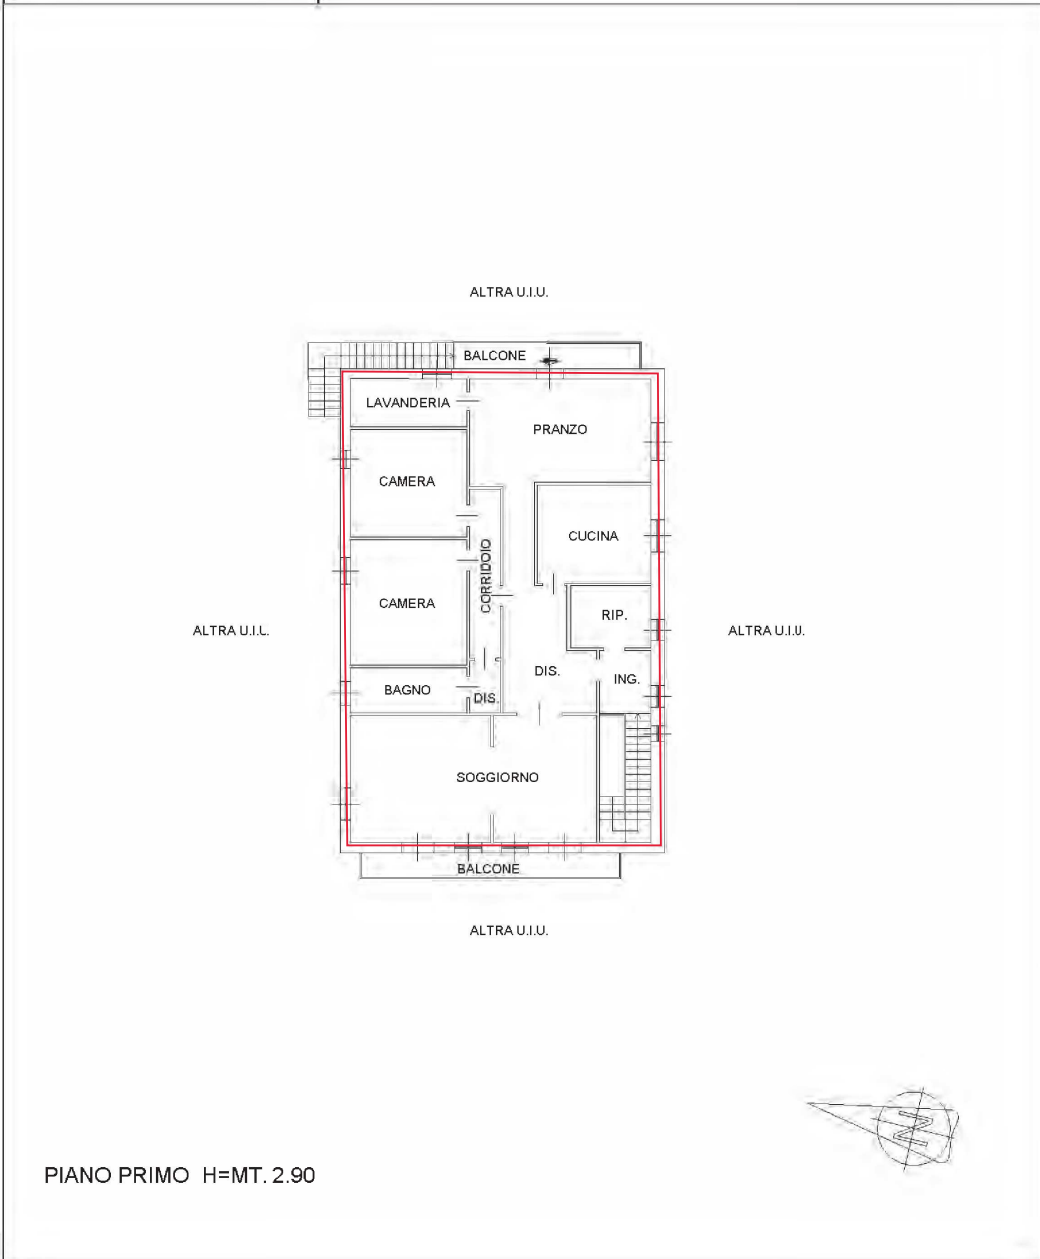 ALTRA U.I.U.
BALCONE
LAVANDERIA
PRANZO
CAMERA
CUCINA
CORRIDOIO
CAMERA
RIP.
ALTRA U.I.U.
ALTRA U.I.U.
DIS.
ING.
BAGNO
DIS.
SOGGIORNO
BALCONE
ALTRA U.I.U.
N
PIANO PRIMO H=MT. 2.90